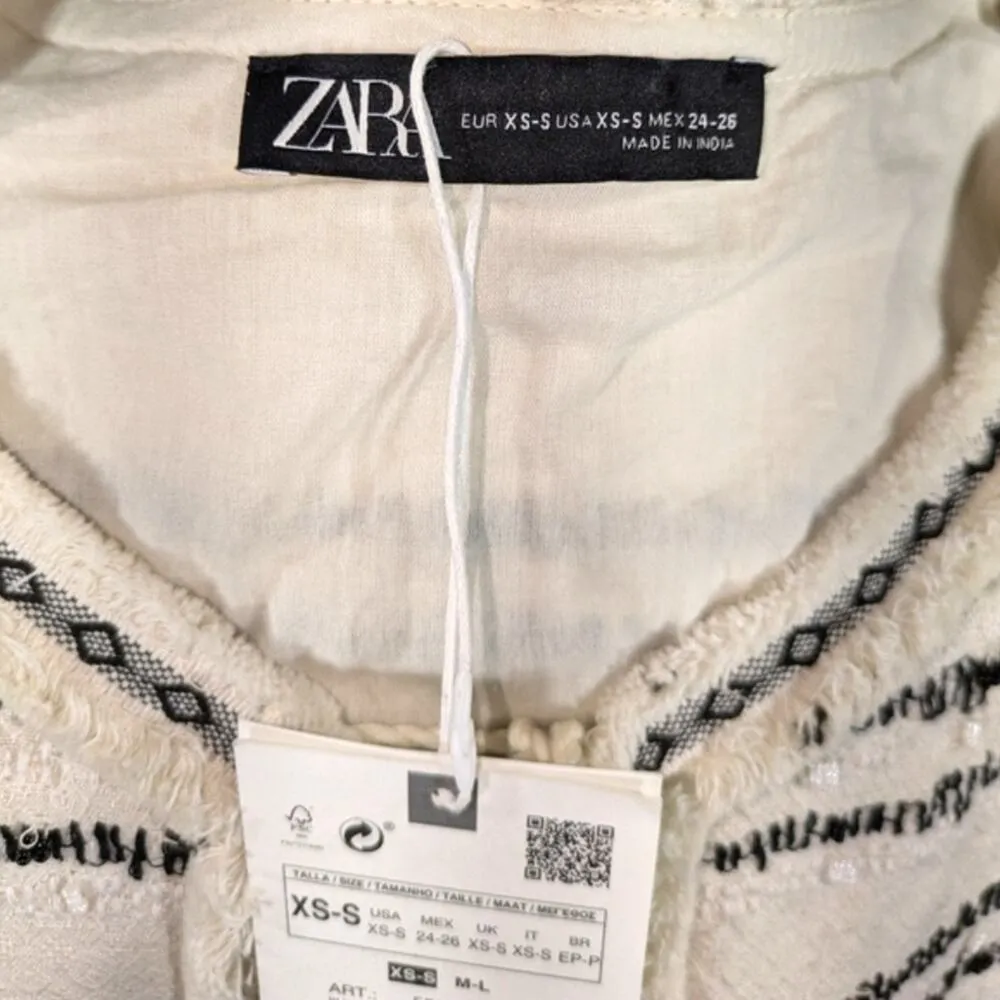 ZARA
EUR XS-S USA XS-S MEX 24-26
MADE IN INDIA
FSC
TALLA / SIZE / TAMANHO / TAILLE / MAAT / ΜΕΓΕΘΟΣ
XS-S USA MEX UK IT BR
XS-S 24-26 XS-S XS-S EP-P
XS-S M-L
ART.: